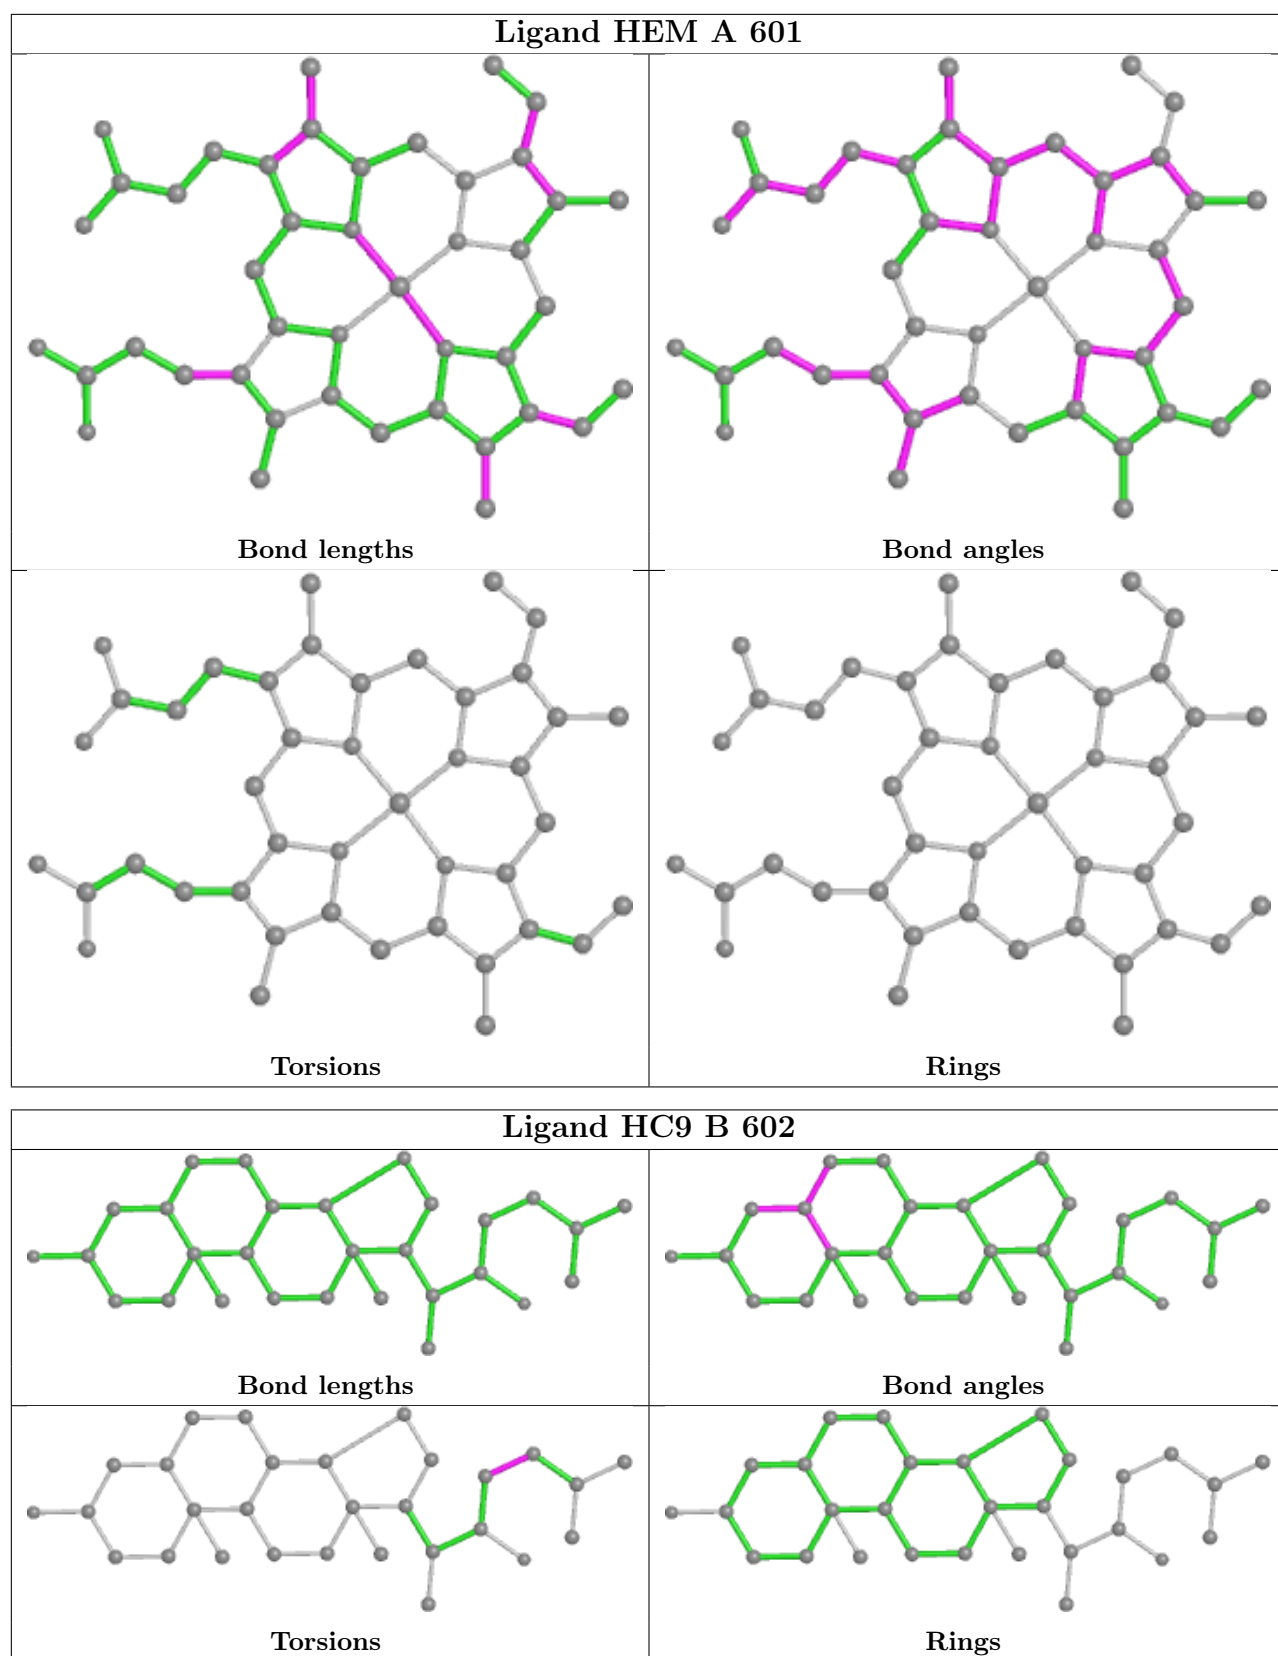 Ligand HEM A 601
Bond lengths
Bond angles
Torsions
Rings
Ligand HC9 B 602
Bond lengths
Bond angles
Torsions
Rings